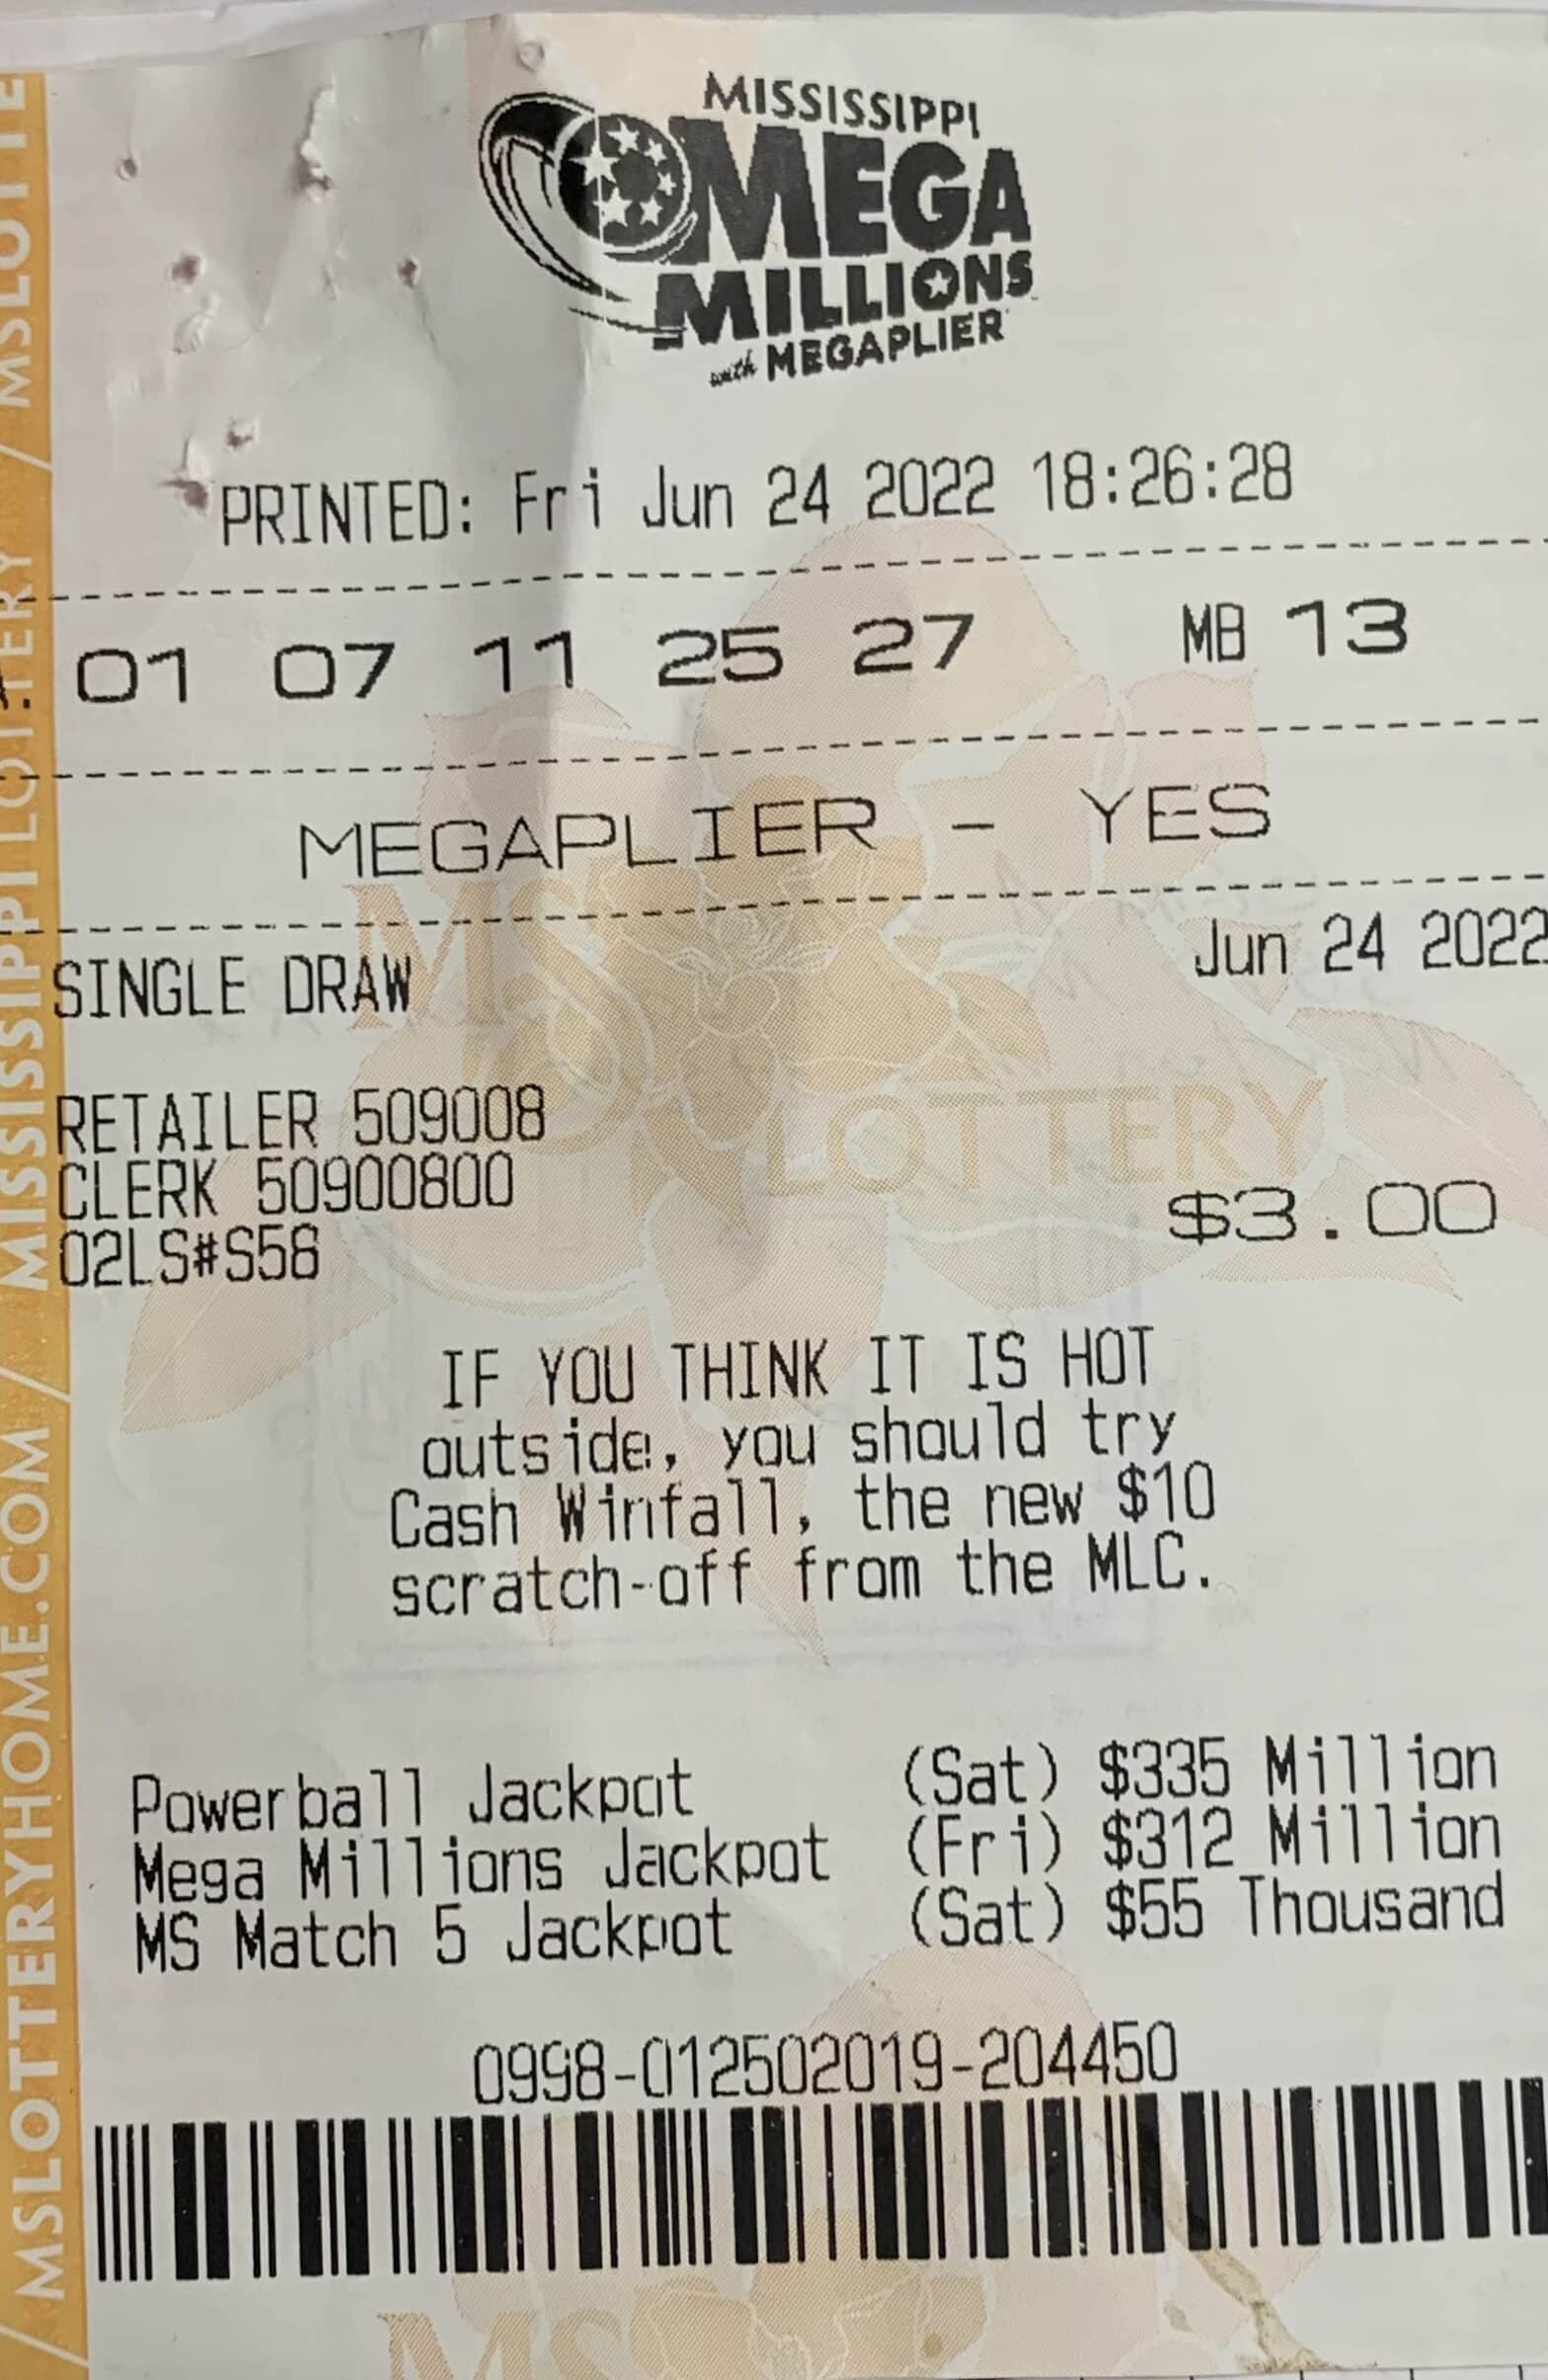 MISSISSIPPI
MEGA
MILLIONS
with MEGAPLIER
PRINTED: Fri Jun 24 2022 18:26:28
01 07 11 25 27 MB 13
MEGAPLIER - YES
SINGLE DRAW Jun 24 2022
RETAILER 509008
CLERK 50900800
02LS#S58
$3.00
IF YOU THINK IT IS HOT
outside, you should try
Cash Winfall, the new $10
scratch-off from the MLC.
Powerball Jackpot (Sat) $335 Million
Mega Millions Jackpot (Fri) $312 Million
MS Match 5 Jackpot (Sat) $55 Thousand
0998-012502019-204450
MS
LOTTERY
MS
/ MSLOTTERYHOME.COM / MISSISSIPPI LOTTERY / MSLOTTE